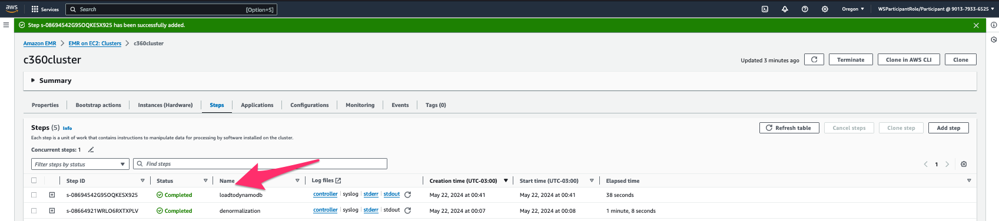 aws Services Search [Option+S] Oregon WSParticipantRole/Participant @ 9013-7933-6525
Step s-08694542G9SOQKESX925 has been successfully added.
Amazon EMR > EMR on EC2: Clusters > c360cluster
c360cluster
Updated 3 minutes ago Terminate Clone in AWS CLI Clone
Summary
Properties Bootstrap actions Instances (Hardware) Steps Applications Configurations Monitoring Events Tags (0)
Steps (5) Info Refresh table Cancel steps Clone step Add step
Each step is a unit of work that contains instructions to manipulate data for processing by software installed on the cluster.
Concurrent steps: 1
Filter steps by status Find steps 1
Step ID Status Name Log files Creation time (UTC-03:00) Start time (UTC-03:00) Elapsed time
s-08694542G9SOQKESX925 Completed loadtodynamodb controller | syslog | stderr | stdout May 22, 2024 at 00:41 May 22, 2024 at 00:41 38 seconds
s-08664921WRLO6RXTXPLV Completed denormalization controller | syslog | stderr | stdout May 22, 2024 at 00:07 May 22, 2024 at 00:08 1 minute, 8 seconds